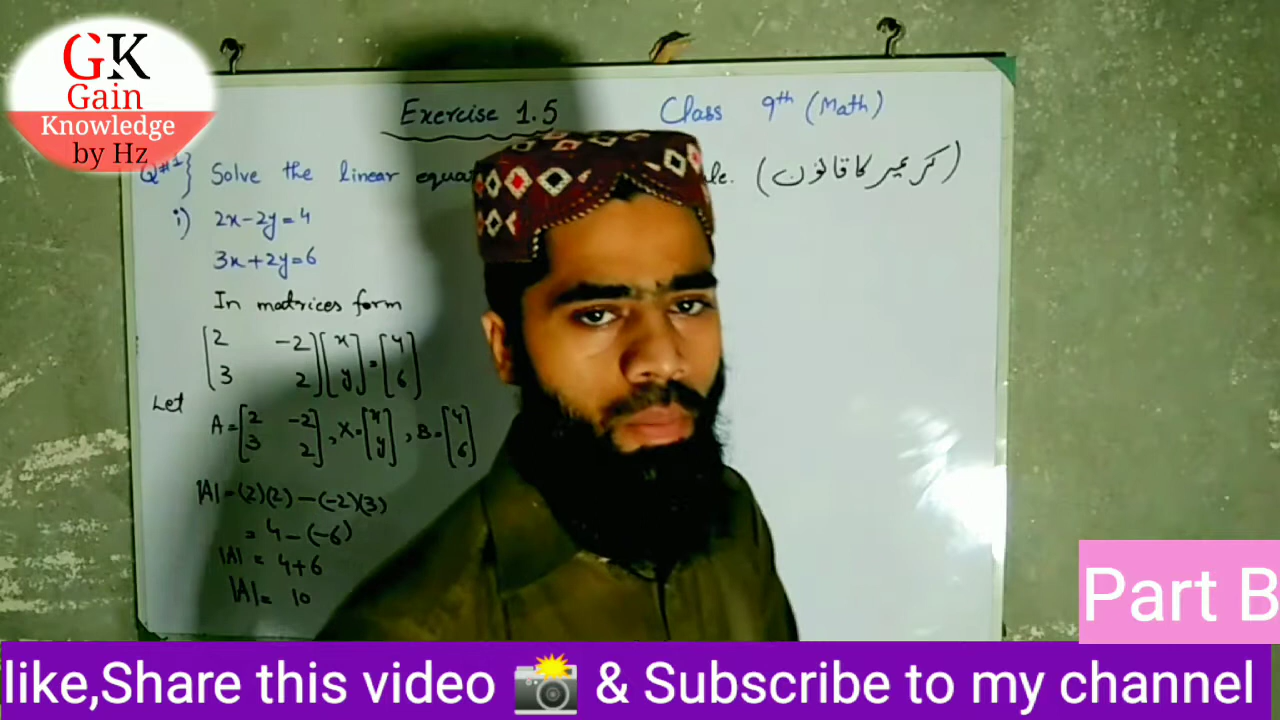 GK
Gain
Knowledge
by Hz
Exercise 1.5 Class 9th (Math)
Q#1} Solve the linear (کریمیر کا قانون)
i) 2x-2y=4
3x+2y=6
In matrices form
[2 -2][x]=[4]
[3 2][y] [6]
Let
A=[2 -2], X=[x], B=[4]
[3 2] [y] [6]
|A|=(2)(2)-(-2)(3)
= 4-(-6)
|A| = 4+6
|A|= 10
Part B
like,Share this video 📸 & Subscribe to my channel